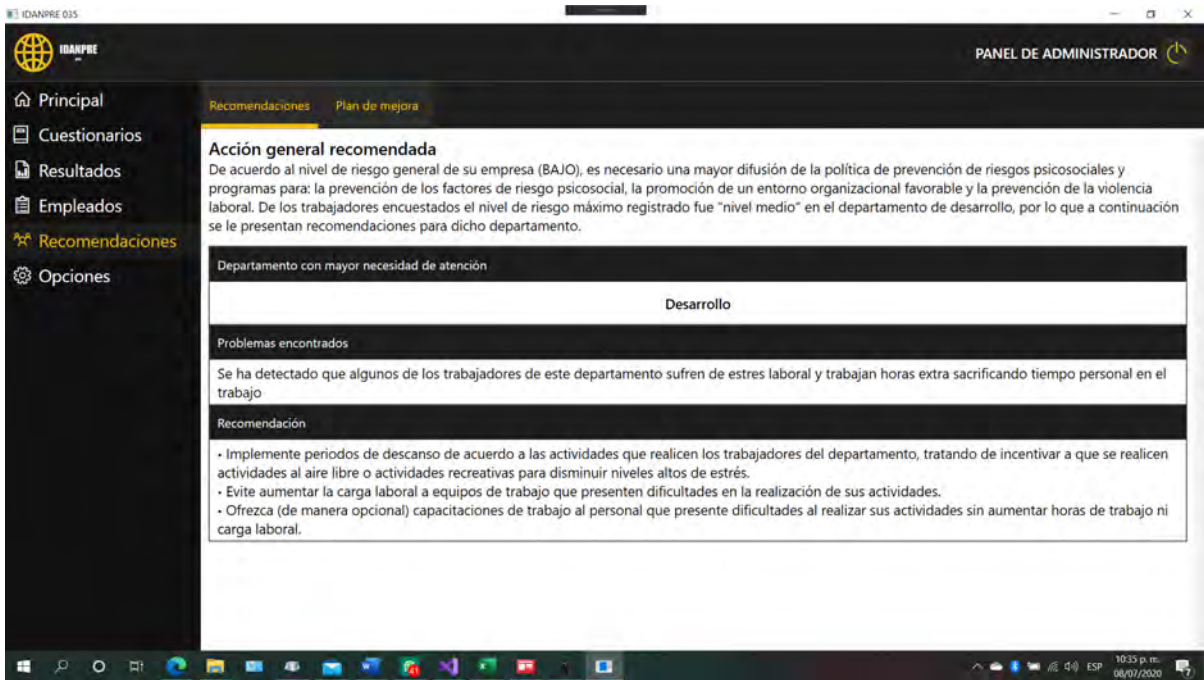 IDANPRE 035
IDANPRE
PANEL DE ADMINISTRADOR
Principal
Cuestionarios
Resultados
Empleados
Recomendaciones
Opciones
Recomendaciones Plan de mejora
Acción general recomendada
De acuerdo al nivel de riesgo general de su empresa (BAJO), es necesario una mayor difusión de la política de prevención de riesgos psicosociales y
programas para: la prevención de los factores de riesgo psicosocial, la promoción de un entorno organizacional favorable y la prevención de la violencia
laboral. De los trabajadores encuestados el nivel de riesgo máximo registrado fue "nivel medio" en el departamento de desarrollo, por lo que a continuación
se le presentan recomendaciones para dicho departamento.
Departamento con mayor necesidad de atención
Desarrollo
Problemas encontrados
Se ha detectado que algunos de los trabajadores de este departamento sufren de estres laboral y trabajan horas extra sacrificando tiempo personal en el
trabajo
Recomendación
• Implemente periodos de descanso de acuerdo a las actividades que realicen los trabajadores del departamento, tratando de incentivar a que se realicen
actividades al aire libre o actividades recreativas para disminuir niveles altos de estrés.
• Evite aumentar la carga laboral a equipos de trabajo que presenten dificultades en la realización de sus actividades.
• Ofrezca (de manera opcional) capacitaciones de trabajo al personal que presente dificultades al realizar sus actividades sin aumentar horas de trabajo ni
carga laboral.
ESP
10:35 p. m.
08/07/2020